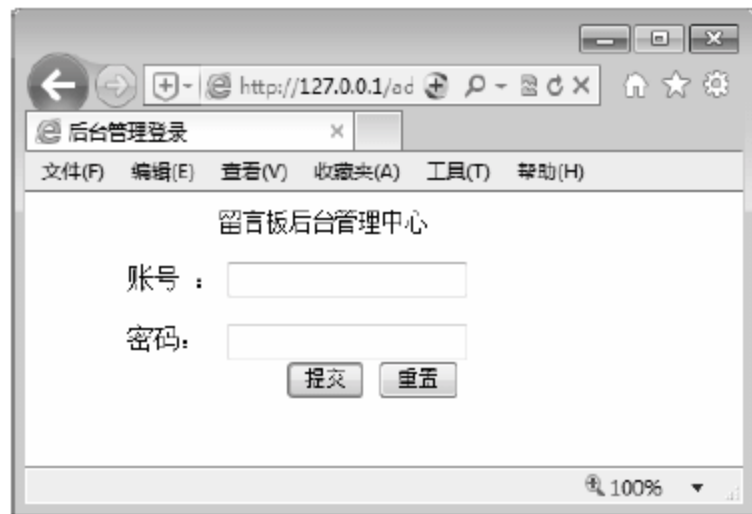 http://127.0.0.1/ad
后台管理登录
文件(F) 编辑(E) 查看(V) 收藏夹(A) 工具(T) 帮助(H)
留言板后台管理中心
账号：
密码：
提交 重置
100%